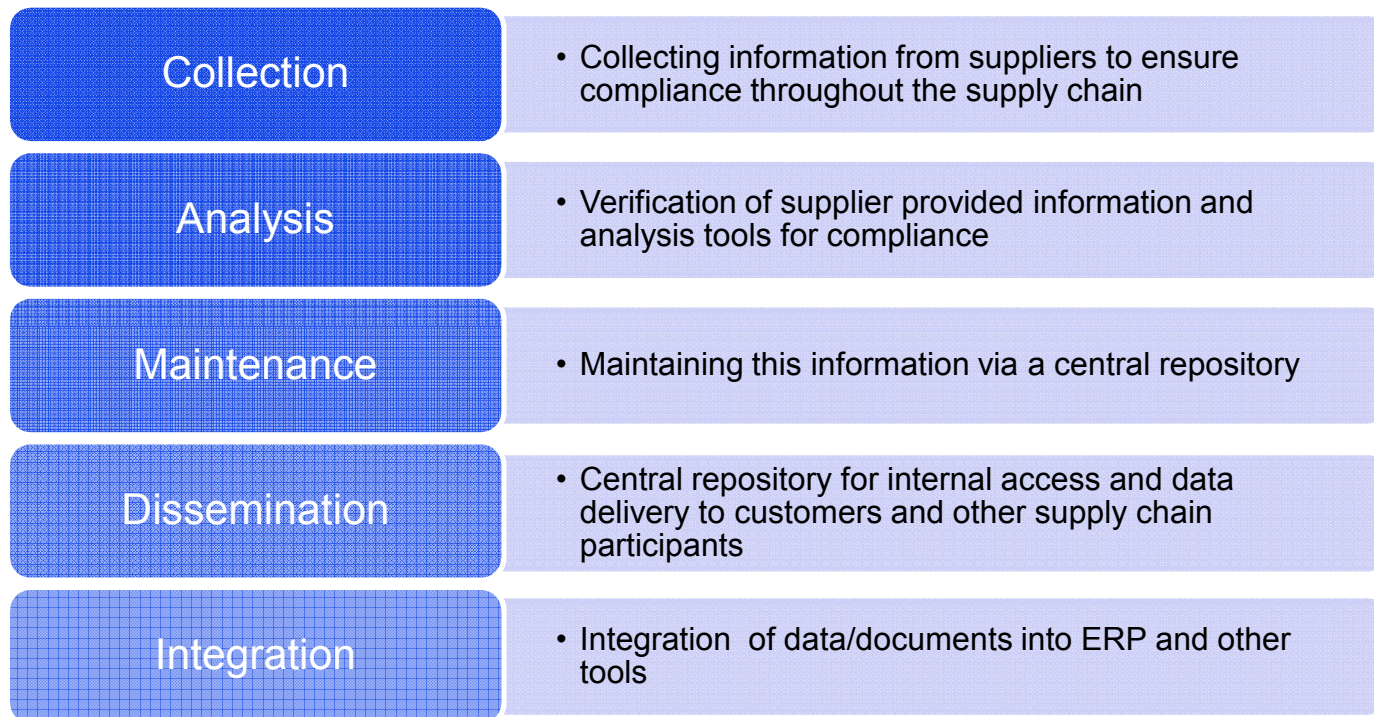 Collection
• Collecting information from suppliers to ensure
compliance throughout the supply chain
Analysis
• Verification of supplier provided information and
analysis tools for compliance
Maintenance
• Maintaining this information via a central repository
Dissemination
• Central repository for internal access and data
delivery to customers and other supply chain
participants
Integration
• Integration  of data/documents into ERP and other
tools